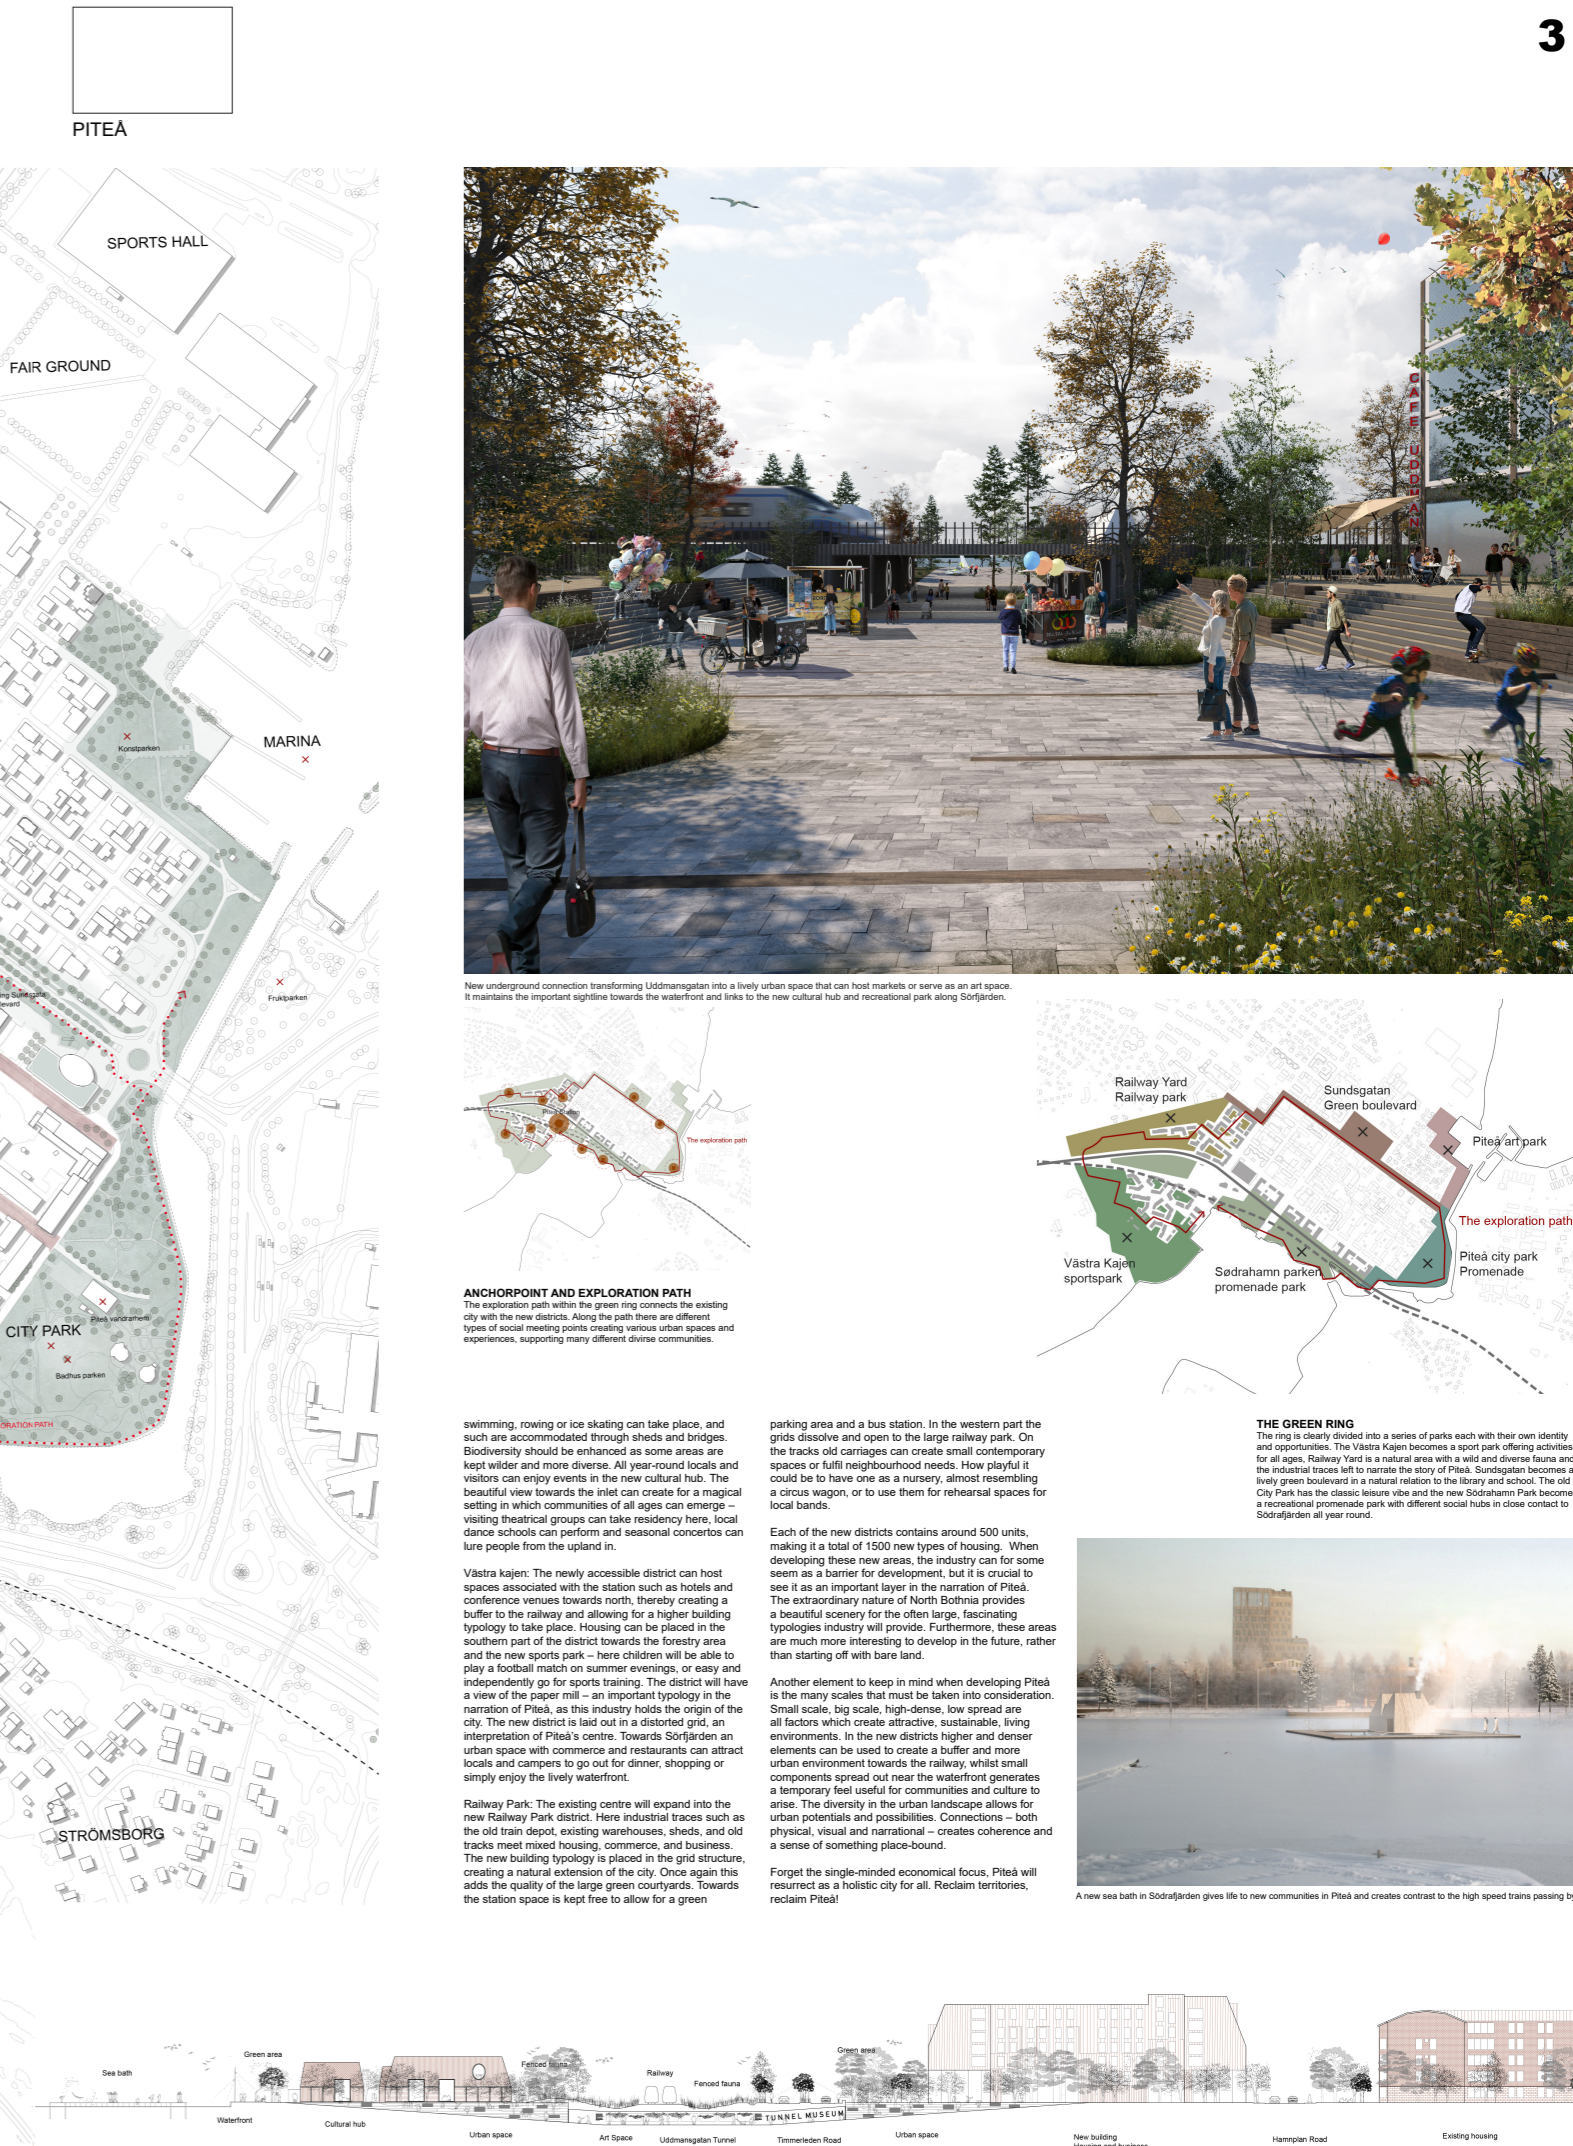 3
PITEÅ
SPORTS HALL
FAIR GROUND
Konstparken
MARINA
Fruktparken
CITY PARK
Piteå vandrarhem
Badhus parken
ORATION PATH
STRÖMSBORG
CAFE UDDMAN
New underground connection transforming Uddmansgatan into a lively urban space that can host markets or serve as an art space.
It maintains the important sightline towards the waterfront and links to the new cultural hub and recreational park along Sörfjärden.
The exploration path
ANCHORPOINT AND EXPLORATION PATH
The exploration path within the green ring connects the existing
city with the new districts. Along the path there are different
types of social meeting points creating various urban spaces and
experiences, supporting many different divirse communities.
Railway Yard
Railway park
Sundsgatan
Green boulevard
Piteå art park
The exploration path
Piteå city park
Promenade
Västra Kajen
sportspark
Sødrahamn parken
promenade park
swimming, rowing or ice skating can take place, and
such are accommodated through sheds and bridges.
Biodiversity should be enhanced as some areas are
kept wilder and more diverse. All year-round locals and
visitors can enjoy events in the new cultural hub. The
beautiful view towards the inlet can create for a magical
setting in which communities of all ages can emerge –
visiting theatrical groups can take residency here, local
dance schools can perform and seasonal concertos can
lure people from the upland in.
Västra kajen: The newly accessible district can host
spaces associated with the station such as hotels and
conference venues towards north, thereby creating a
buffer to the railway and allowing for a higher building
typology to take place. Housing can be placed in the
southern part of the district towards the forestry area
and the new sports park – here children will be able to
play a football match on summer evenings, or easy and
independently go for sports training. The district will have
a view of the paper mill – an important typology in the
narration of Piteå, as this industry holds the origin of the
city. The new district is laid out in a distorted grid, an
interpretation of Piteå's centre. Towards Sörfjärden an
urban space with commerce and restaurants can attract
locals and campers to go out for dinner, shopping or
simply enjoy the lively waterfront.
Railway Park: The existing centre will expand into the
new Railway Park district. Here industrial traces such as
the old train depot, existing warehouses, sheds, and old
tracks meet mixed housing, commerce, and business.
The new building typology is placed in the grid structure,
creating a natural extension of the city. Once again this
adds the quality of the large green courtyards. Towards
the station space is kept free to allow for a green
parking area and a bus station. In the western part the
grids dissolve and open to the large railway park. On
the tracks old carriages can create small contemporary
spaces or fulfil neighbourhood needs. How playful it
could be to have one as a nursery, almost resembling
a circus wagon, or to use them for rehearsal spaces for
local bands.
Each of the new districts contains around 500 units,
making it a total of 1500 new types of housing. When
developing these new areas, the industry can for some
seem as a barrier for development, but it is crucial to
see it as an important layer in the narration of Piteå.
The extraordinary nature of North Bothnia provides
a beautiful scenery for the often large, fascinating
typologies industry will provide. Furthermore, these areas
are much more interesting to develop in the future, rather
than starting off with bare land.
Another element to keep in mind when developing Piteå
is the many scales that must be taken into consideration.
Small scale, big scale, high-dense, low spread are
all factors which create attractive, sustainable, living
environments. In the new districts higher and denser
elements can be used to create a buffer and more
urban environment towards the railway, whilst small
components spread out near the waterfront generates
a temporary feel useful for communities and culture to
arise. The diversity in the urban landscape allows for
urban potentials and possibilities. Connections – both
physical, visual and narrational – creates coherence and
a sense of something place-bound.
Forget the single-minded economical focus, Piteå will
resurrect as a holistic city for all. Reclaim territories,
reclaim Piteå!
THE GREEN RING
The ring is clearly divided into a series of parks each with their own identity
and opportunities. The Västra Kajen becomes a sport park offering activities
for all ages, Railway Yard is a natural area with a wild and diverse fauna and
the industrial traces left to narrate the story of Piteå. Sundsgatan becomes a
lively green boulevard in a natural relation to the library and school. The old
City Park has the classic leisure vibe and the new Södrahamn Park become
a recreational promenade park with different social hubs in close contact to
Södrafjärden all year round.
A new sea bath in Södrafjärden gives life to new communities in Piteå and creates contrast to the high speed trains passing by
Sea bath
Green area
Fenced fauna
Railway
Fenced fauna
Green area
TUNNEL MUSEUM
Waterfront
Cultural hub
Urban space
Art Space
Uddmansgatan Tunnel
Timmerleden Road
Urban space
New building
Hamnplan Road
Existing housing